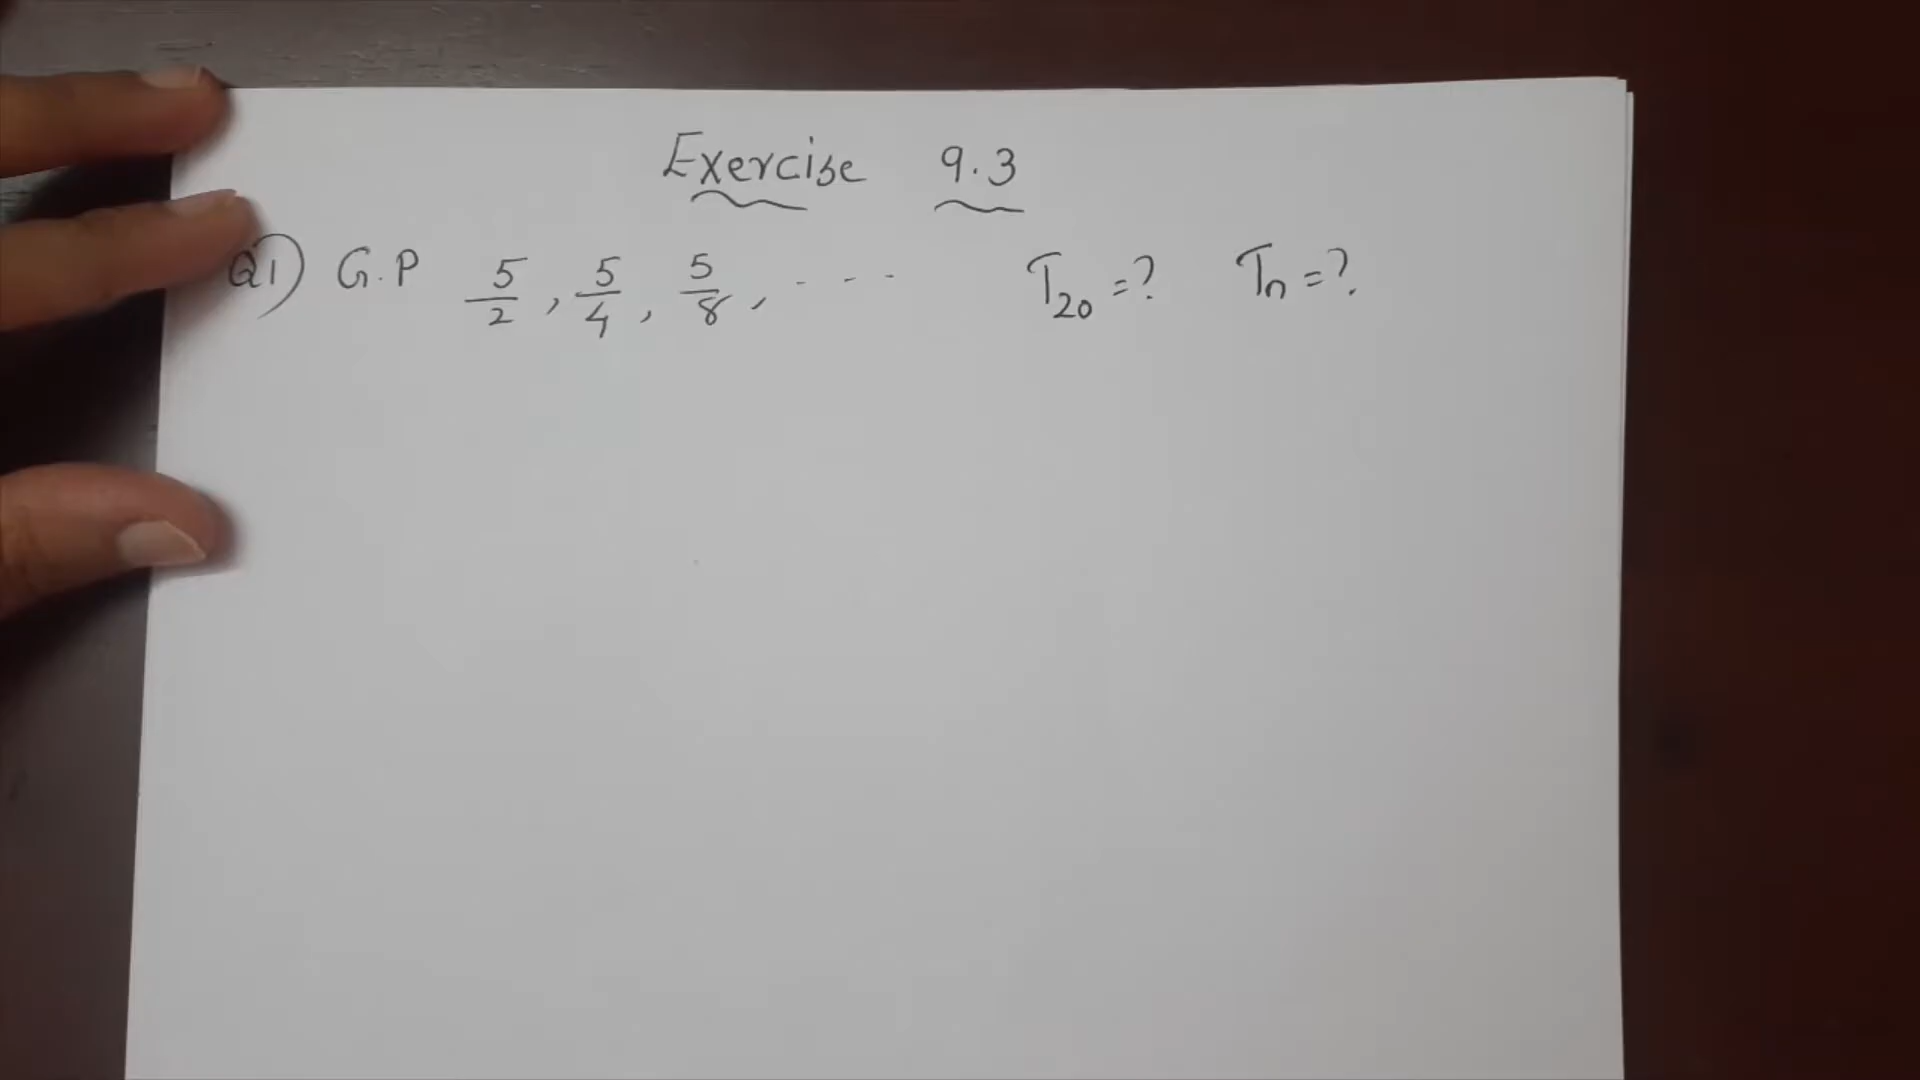 Exercise 9.3
Q1) G.P 5/2, 5/4, 5/8, - - - T20=? Tn=?.